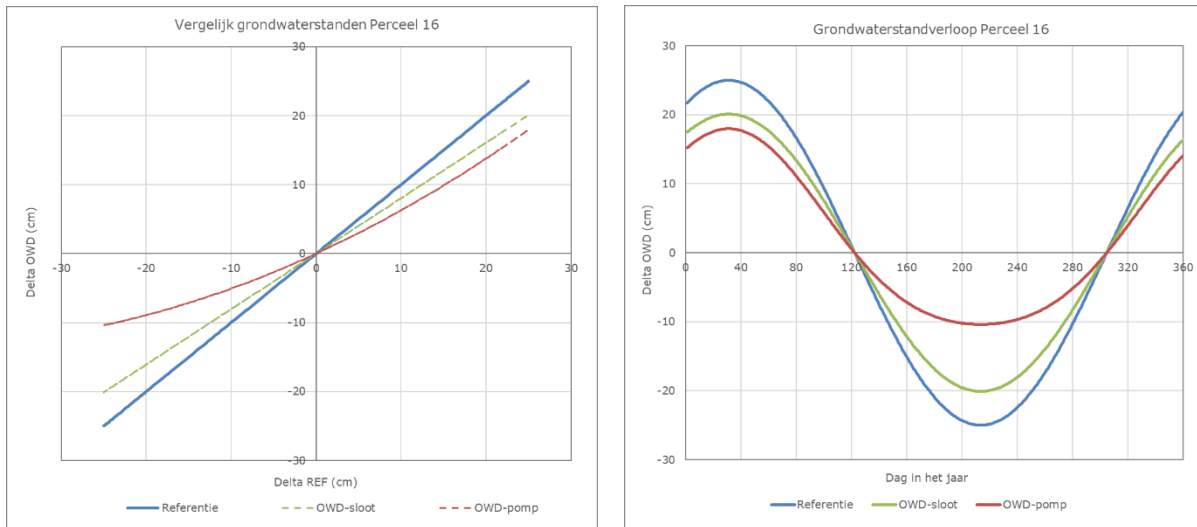 Vergelijk grondwaterstanden Perceel 16
30
20
10
0
-30 -20 -10 0 10 20 30
-10
-20
-30
Delta OWD (cm)
Delta REF (cm)
Referentie OWD-sloot OWD-pomp
Grondwaterstandverloop Perceel 16
30
20
10
0
0 40 80 120 160 200 240 280 320 360
-10
-20
-30
Delta OWD (cm)
Dag in het jaar
Referentie OWD-sloot OWD-pomp